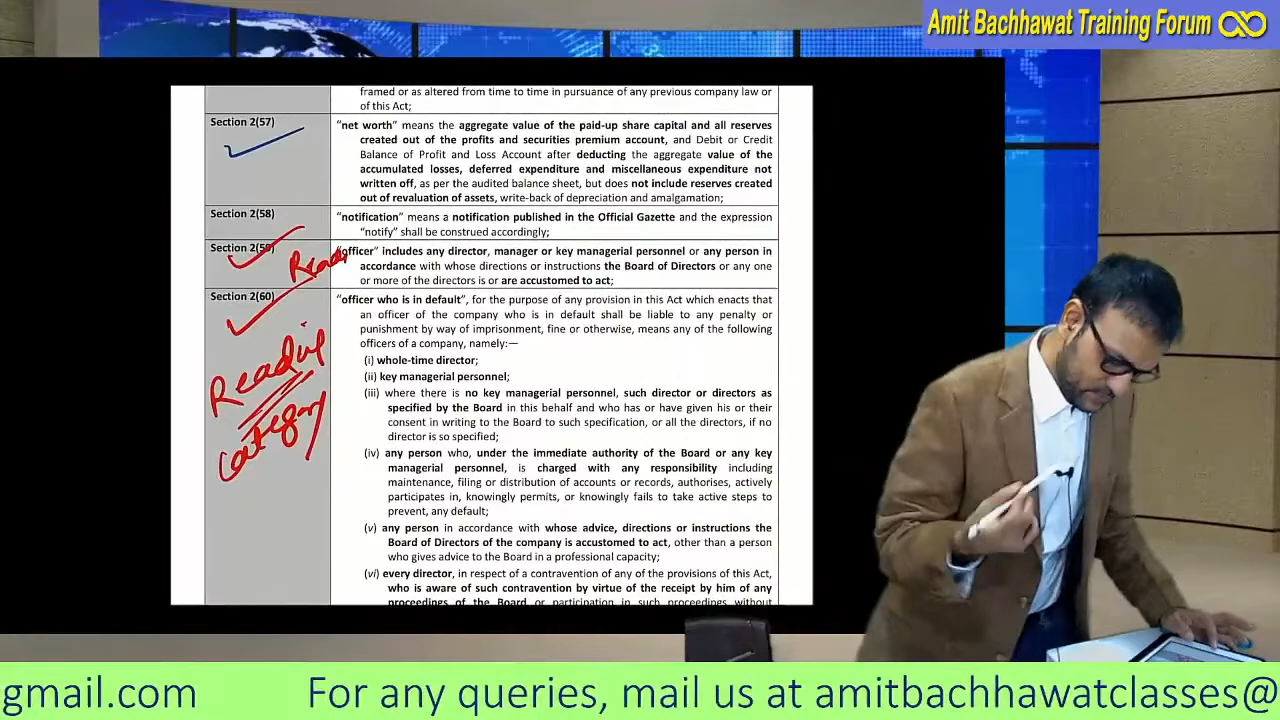 Amit Bachhawat Training Forum
framed or as altered from time to time in pursuance of any previous company law or
of this Act;
Section 2(57)
"net worth" means the aggregate value of the paid-up share capital and all reserves
created out of the profits and securities premium account, and Debit or Credit
Balance of Profit and Loss Account after deducting the aggregate value of the
accumulated losses, deferred expenditure and miscellaneous expenditure not
written off, as per the audited balance sheet, but does not include reserves created
out of revaluation of assets, write-back of depreciation and amalgamation;
Section 2(58)
"notification" means a notification published in the Official Gazette and the expression
"notify" shall be construed accordingly;
Section 2(59)
"officer" includes any director, manager or key managerial personnel or any person in
accordance with whose directions or instructions the Board of Directors or any one
or more of the directors is or are accustomed to act;
Read
Section 2(60)
"officer who is in default", for the purpose of any provision in this Act which enacts that
an officer of the company who is in default shall be liable to any penalty or
punishment by way of imprisonment, fine or otherwise, means any of the following
officers of a company, namely:—
(i) whole-time director;
(ii) key managerial personnel;
(iii) where there is no key managerial personnel, such director or directors as
specified by the Board in this behalf and who has or have given his or their
consent in writing to the Board to such specification, or all the directors, if no
director is so specified;
(iv) any person who, under the immediate authority of the Board or any key
managerial personnel, is charged with any responsibility including
maintenance, filing or distribution of accounts or records, authorises, actively
participates in, knowingly permits, or knowingly fails to take active steps to
prevent, any default;
(v) any person in accordance with whose advice, directions or instructions the
Board of Directors of the company is accustomed to act, other than a person
who gives advice to the Board in a professional capacity;
(vi) every director, in respect of a contravention of any of the provisions of this Act,
who is aware of such contravention by virtue of the receipt by him of any
proceedings of the Board or participation in such proceedings without
Reading
Category
gmail.com For any queries, mail us at amitbachhawatclasses@